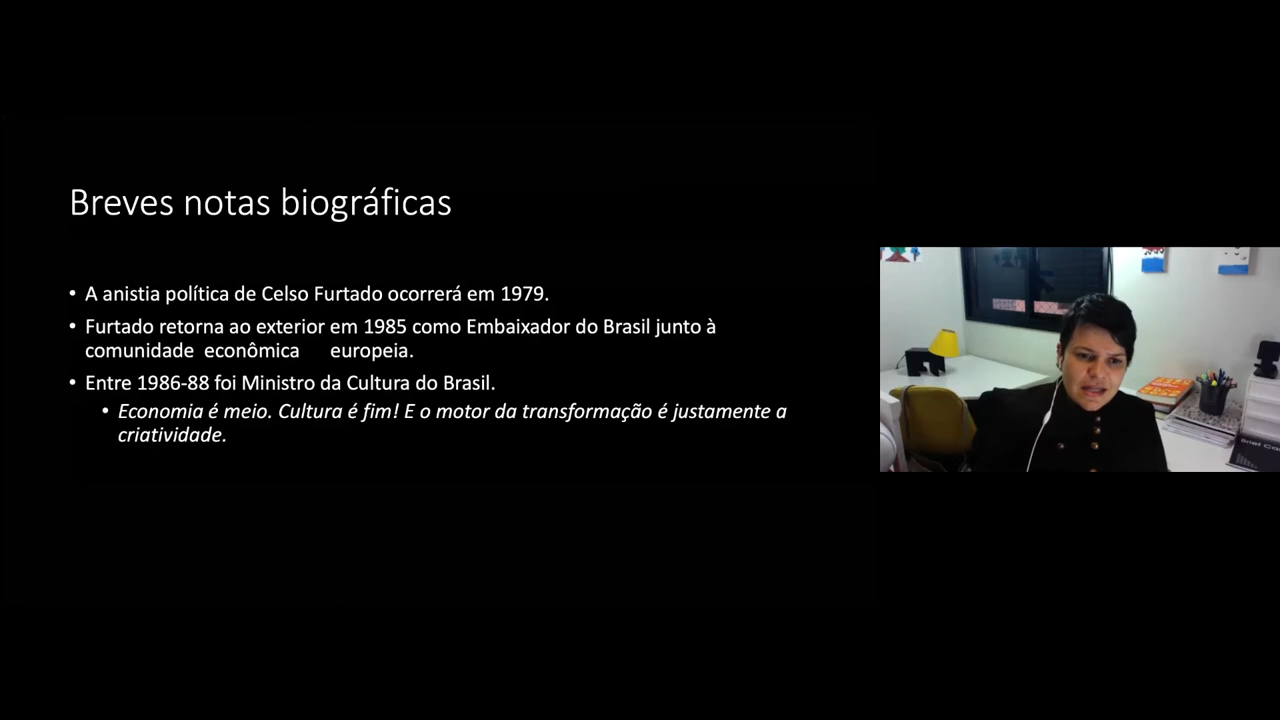 Breves notas biográficas
• A anistia política de Celso Furtado ocorrerá em 1979.
• Furtado retorna ao exterior em 1985 como Embaixador do Brasil junto à
comunidade econômica europeia.
• Entre 1986-88 foi Ministro da Cultura do Brasil.
• Economia é meio. Cultura é fim! E o motor da transformação é justamente a
criatividade.